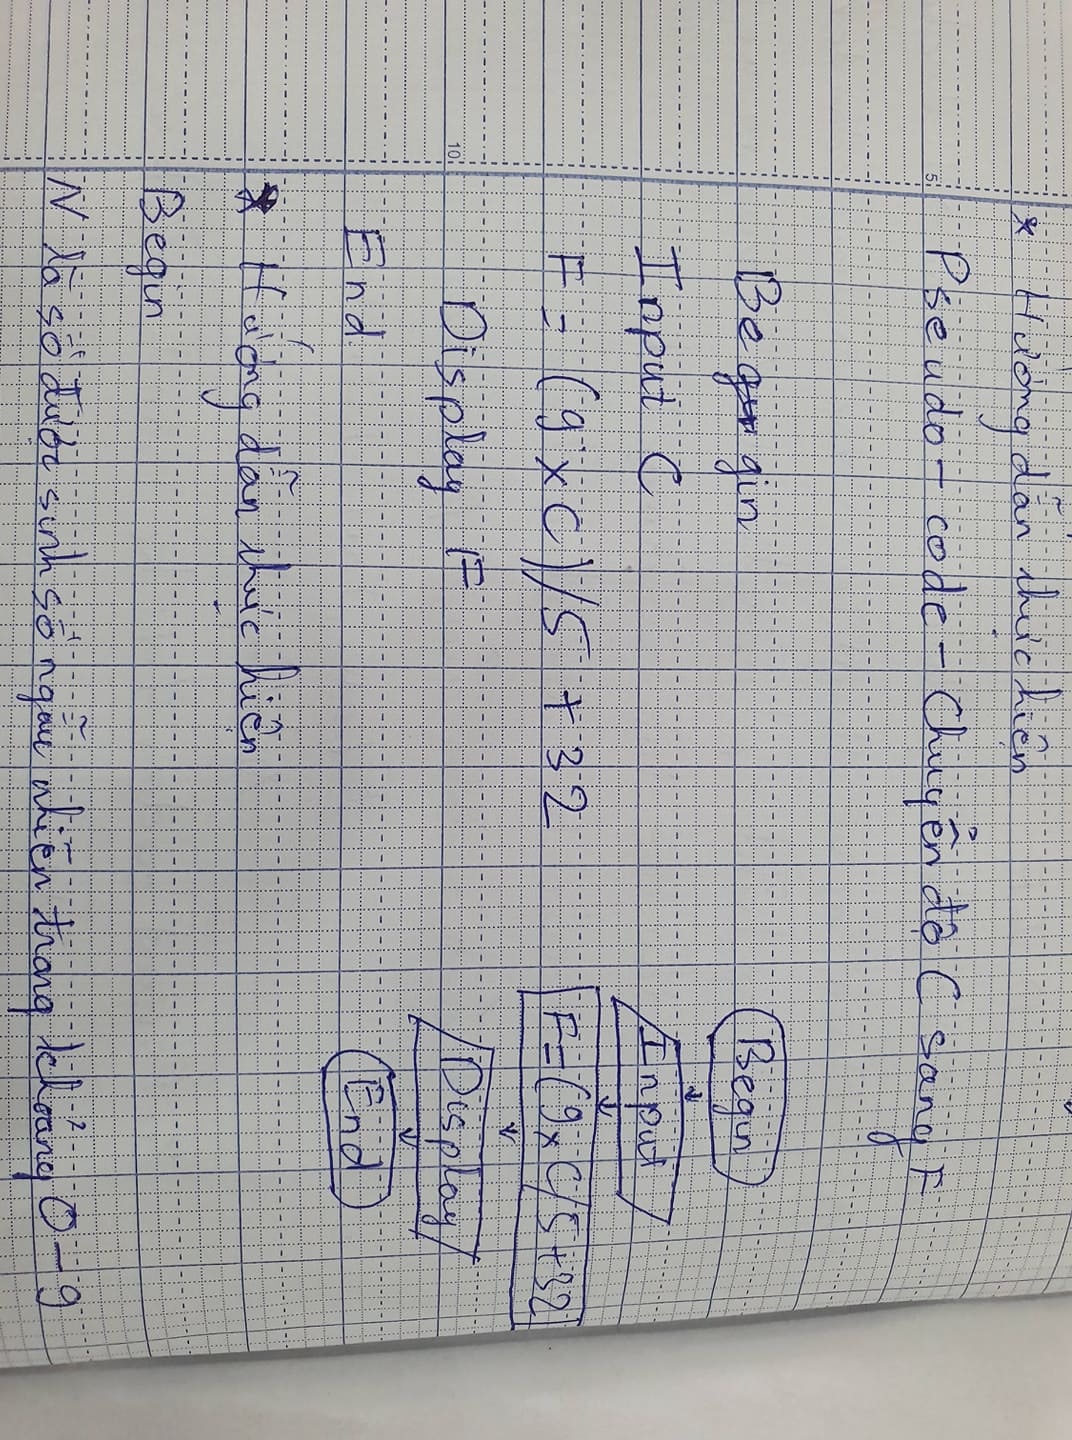 * Hướng dẫn thực hiện
5
Pseudo - code - Chuyển độ C sang F
Be gin
Input C
F = (9 x C)/5 + 32
Display F
10
End
Begin
Input
F = (9 x C/5 + 32
Display
End
* Hướng dẫn thực hiện
Begin
N là số được sinh số ngẫu nhiên trong khoảng 0 - 9